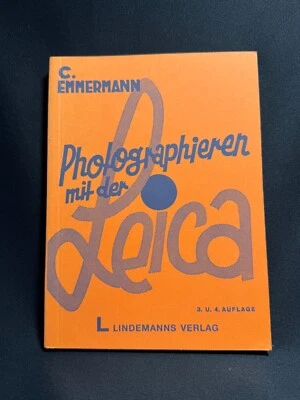 C.
EMMERMANN
Photographieren
mit der
Leica
3. U. 4. AUFLAGE
L LINDEMANNS VERLAG